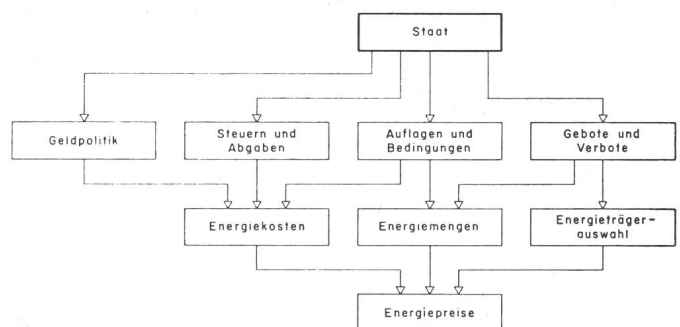 Staat
Geldpolitik
Steuern und
Abgaben
Auflagen und
Bedingungen
Gebote und
Verbote
Energiekosten
Energiemengen
Energieträger-
auswahl
Energiepreise